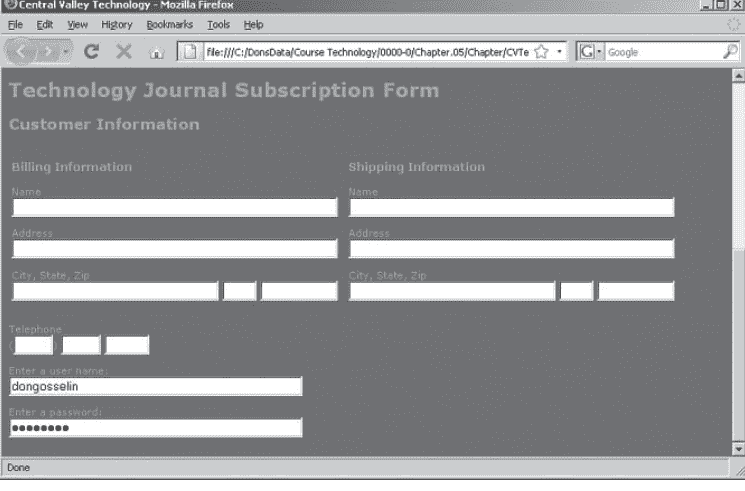 Central Valley Technology - Mozilla Firefox
File Edit View History Bookmarks Tools Help
file:///C:/DonsData/Course Technology/0000-0/Chapter.05/Chapter/CVTe
G Google
Technology Journal Subscription Form
Customer Information
Billing Information Shipping Information
Name Name
Address Address
City, State, Zip City, State, Zip
Telephone
( )
Enter a user name:
dongosselin
Enter a password:
••••••••
Done